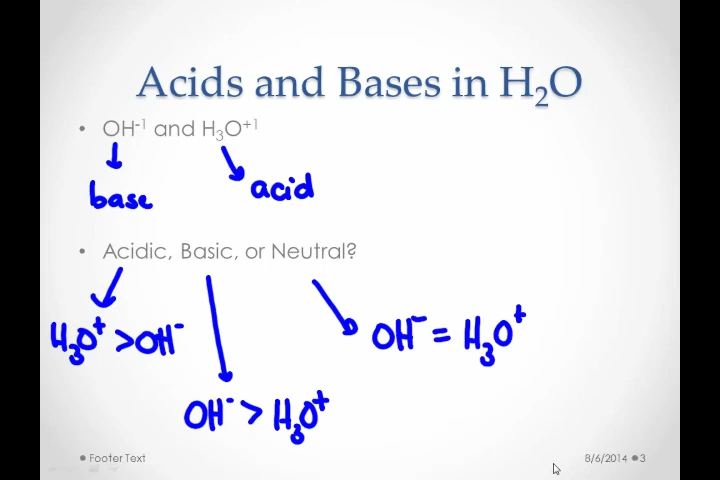 Acids and Bases in H₂O
• OH⁻¹ and H₃O⁺¹
base
acid
• Acidic, Basic, or Neutral?
H₃O⁺ > OH⁻
OH⁻ = H₃O⁺
OH⁻ > H₃O⁺
Footer Text
8/6/2014
3